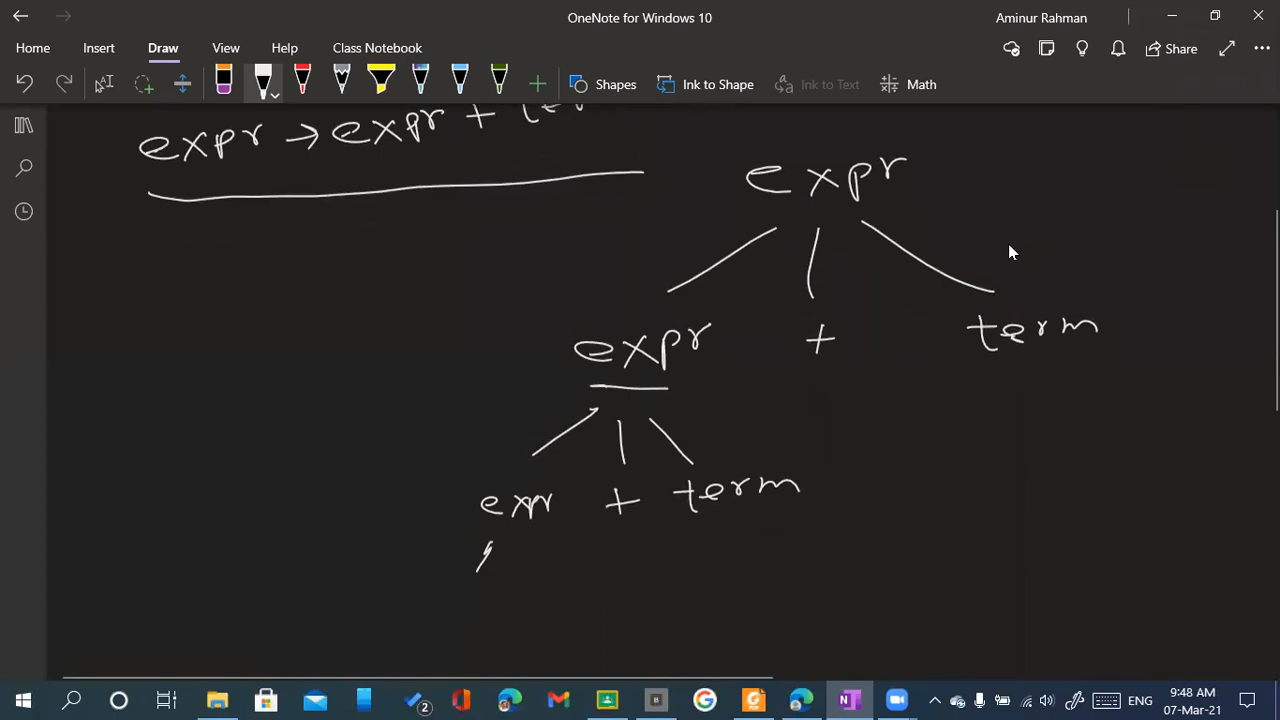 OneNote for Windows 10
Aminur Rahman
Home Insert Draw View Help Class Notebook
Share
Shapes Ink to Shape Ink to Text Math
expr → expr +
expr
expr + term
expr + term
2
ENG
9:48 AM
07-Mar-21